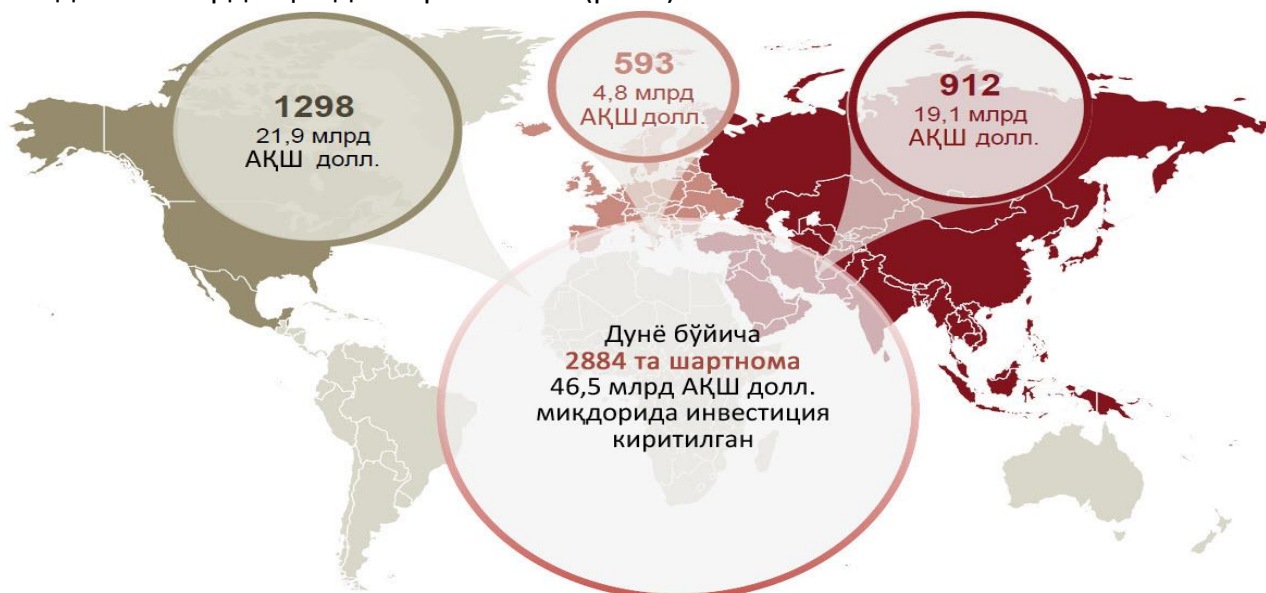 1298
21,9 млрд
АҚШ долл.
593
4,8 млрд
АҚШ долл.
912
19,1 млрд
АҚШ долл.
Дунё бўйича
2884 та шартнома
46,5 млрд АҚШ долл.
миқдорида инвестиция
киритилган